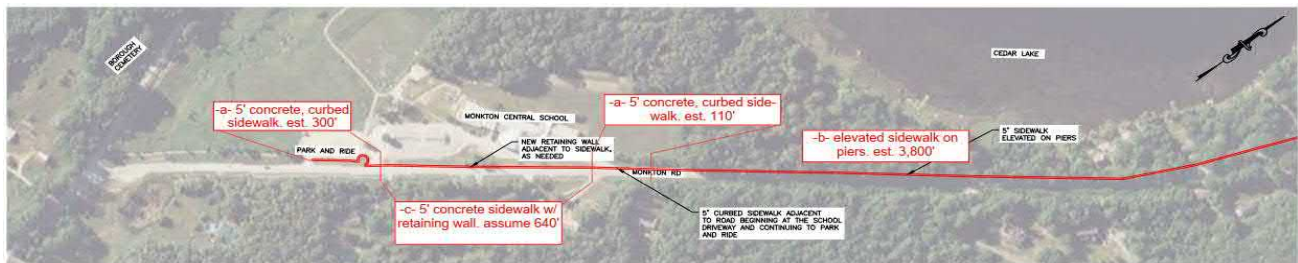 BOROUGH
CEMETERY
-a- 5' concrete, curbed
sidewalk. est. 300'
PARK AND RIDE
MONKTON CENTRAL SCHOOL
NEW RETAINING WALL
ADJACENT TO SIDEWALK,
AS NEEDED
-c- 5' concrete sidewalk w/
retaining wall. assume 640'
-a- 5' concrete, curbed side-
walk. est. 110'
MONKTON RD
5' CURBED SIDEWALK ADJACENT
TO ROAD BEGINNING AT THE SCHOOL
DRIVEWAY AND CONTINUING TO PARK
AND RIDE
-b- elevated sidewalk on
piers. est. 3,800'
5' SIDEWALK
ELEVATED ON PIERS
CEDAR LAKE